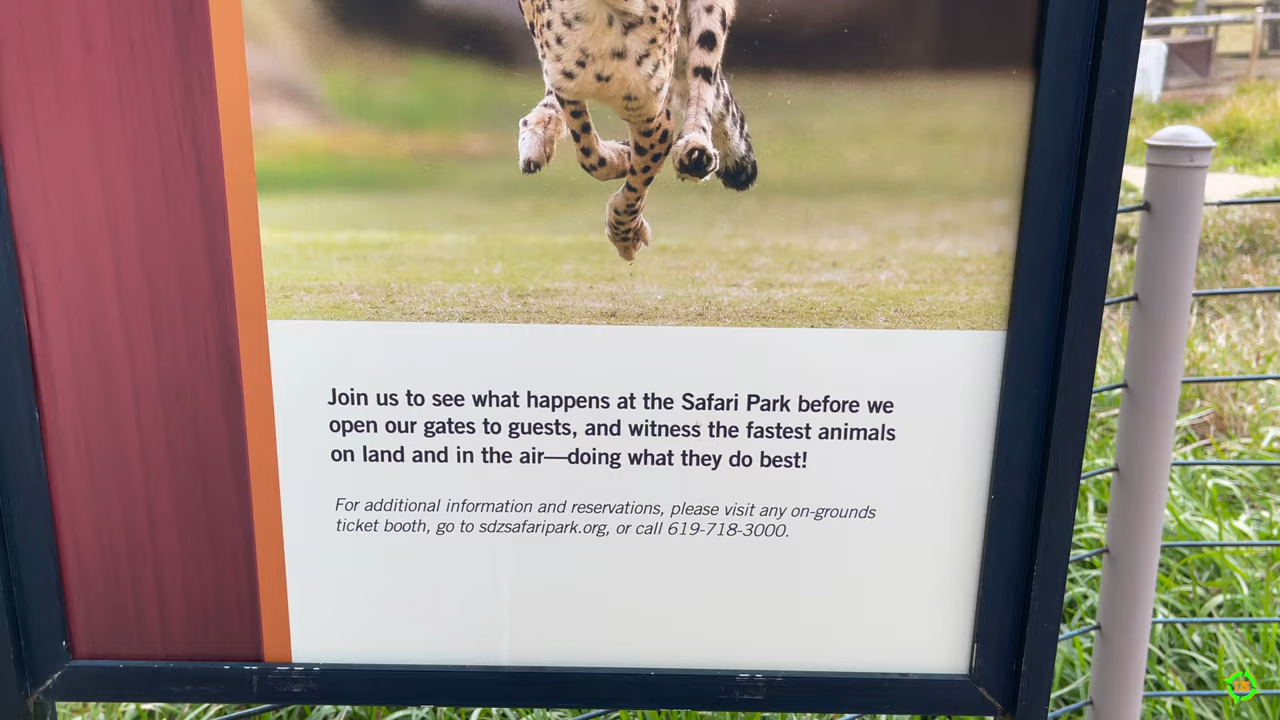 Join us to see what happens at the Safari Park before we
open our gates to guests, and witness the fastest animals
on land and in the air—doing what they do best!
For additional information and reservations, please visit any on-grounds
ticket booth, go to sdzsafaripark.org, or call 619-718-3000.